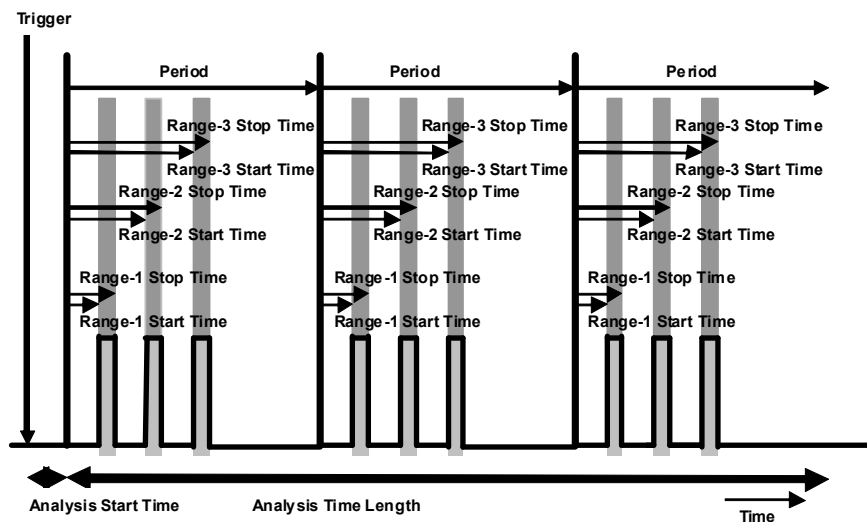 Trigger
Period Period Period
Range-3 Stop Time Range-3 Stop Time Range-3 Stop Time
Range-3 Start Time Range-3 Start Time Range-3 Start Time
Range-2 Stop Time Range-2 Stop Time Range-2 Stop Time
Range-2 Start Time Range-2 Start Time Range-2 Start Time
Range-1 Stop Time Range-1 Stop Time Range-1 Stop Time
Range-1 Start Time Range-1 Start Time Range-1 Start Time
Analysis Start Time Analysis Time Length
Time